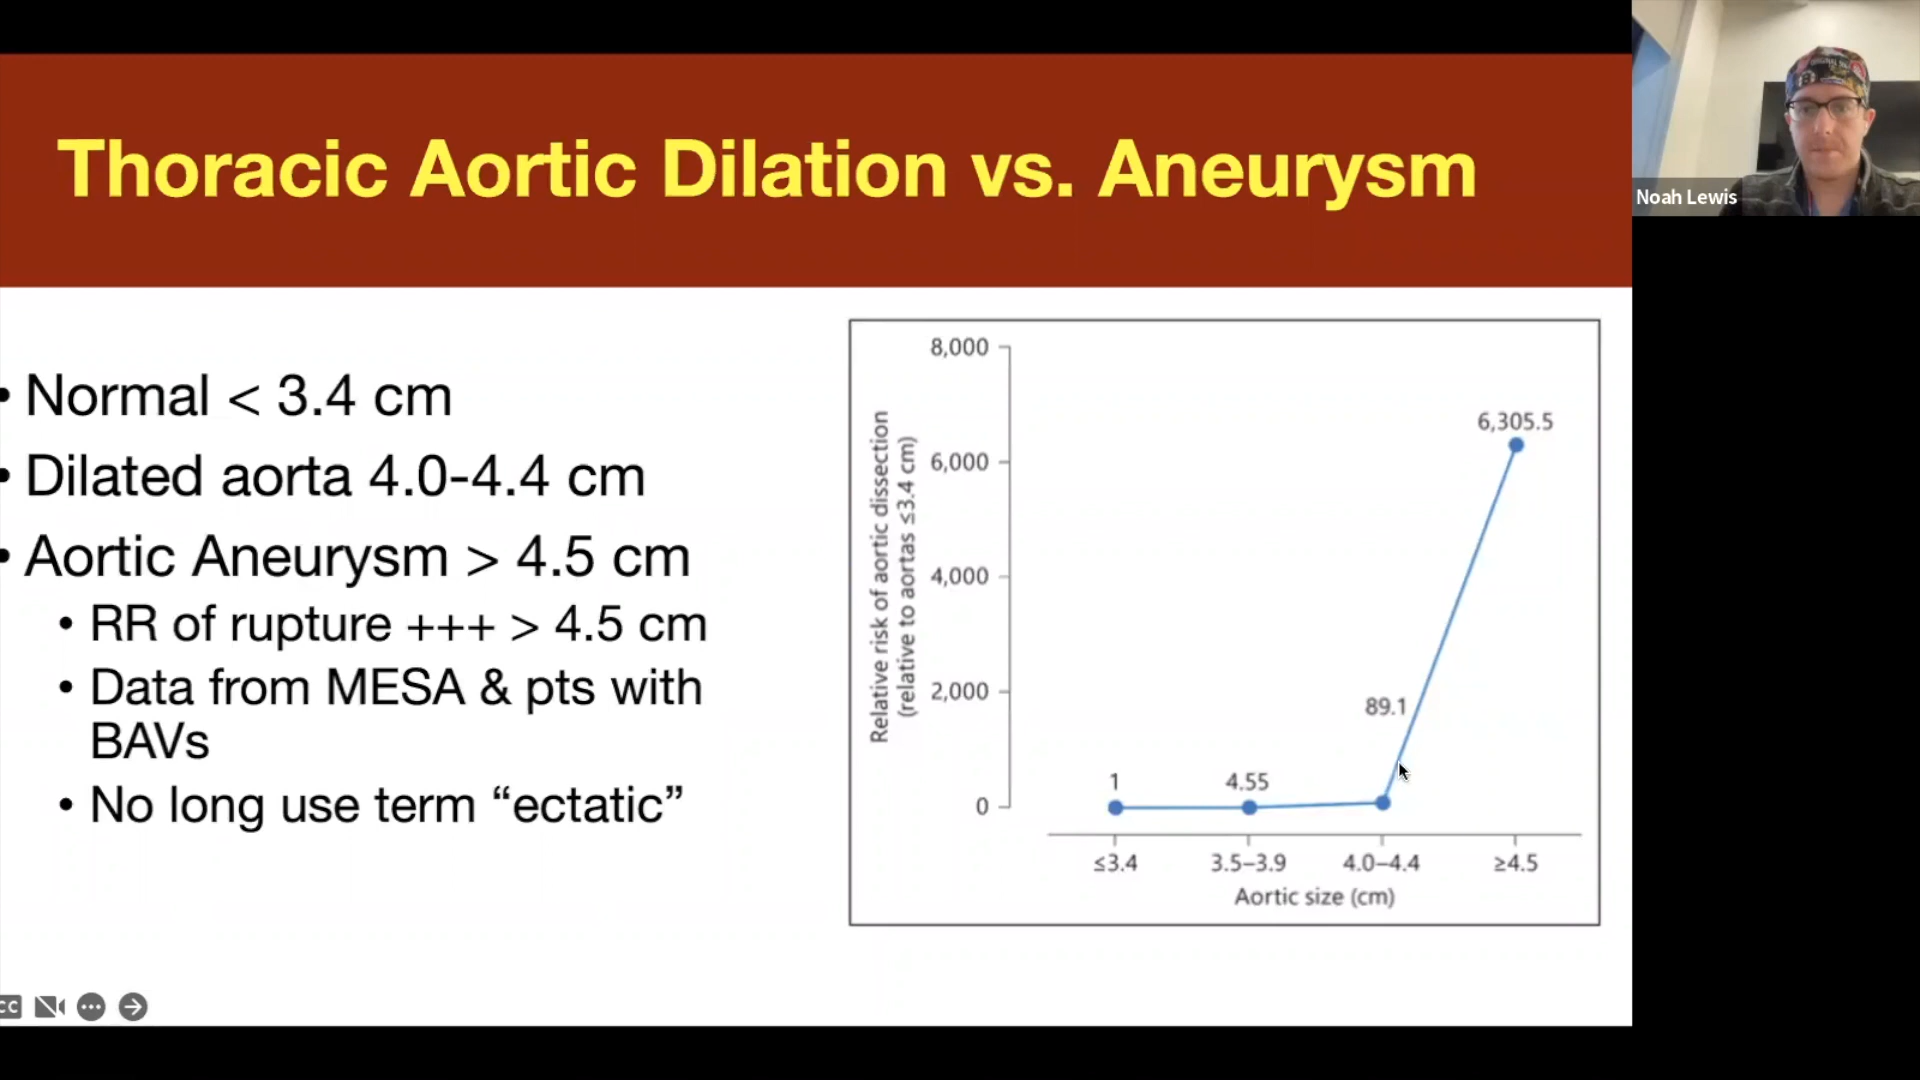 Thoracic Aortic Dilation vs. Aneurysm
Noah Lewis
• Normal < 3.4 cm
• Dilated aorta 4.0-4.4 cm
• Aortic Aneurysm > 4.5 cm
• RR of rupture +++ > 4.5 cm
• Data from MESA & pts with
BAVs
• No long use term “ectatic”
Relative risk of aortic dissection
(relative to aortas ≤3.4 cm)
8,000
6,000
4,000
2,000
0
1
4.55
89.1
6,305.5
≤3.4
3.5–3.9
4.0–4.4
≥4.5
Aortic size (cm)
CC